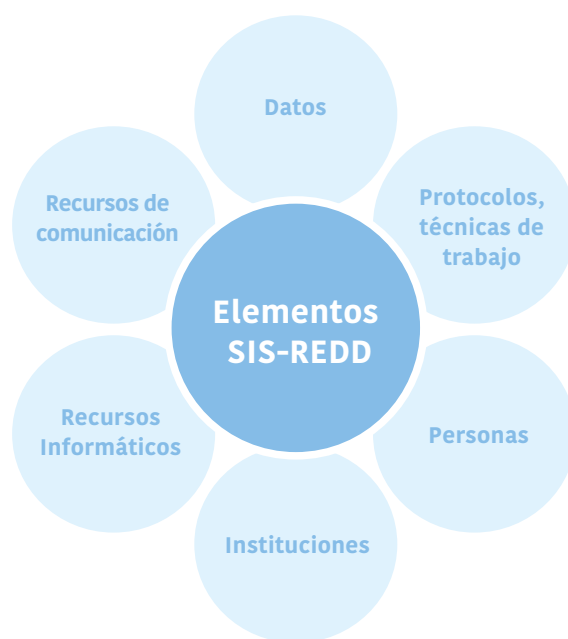 Datos
Protocolos,
técnicas de
trabajo
Personas
Instituciones
Recursos
Informáticos
Recursos de
comunicación
Elementos
SIS-REDD